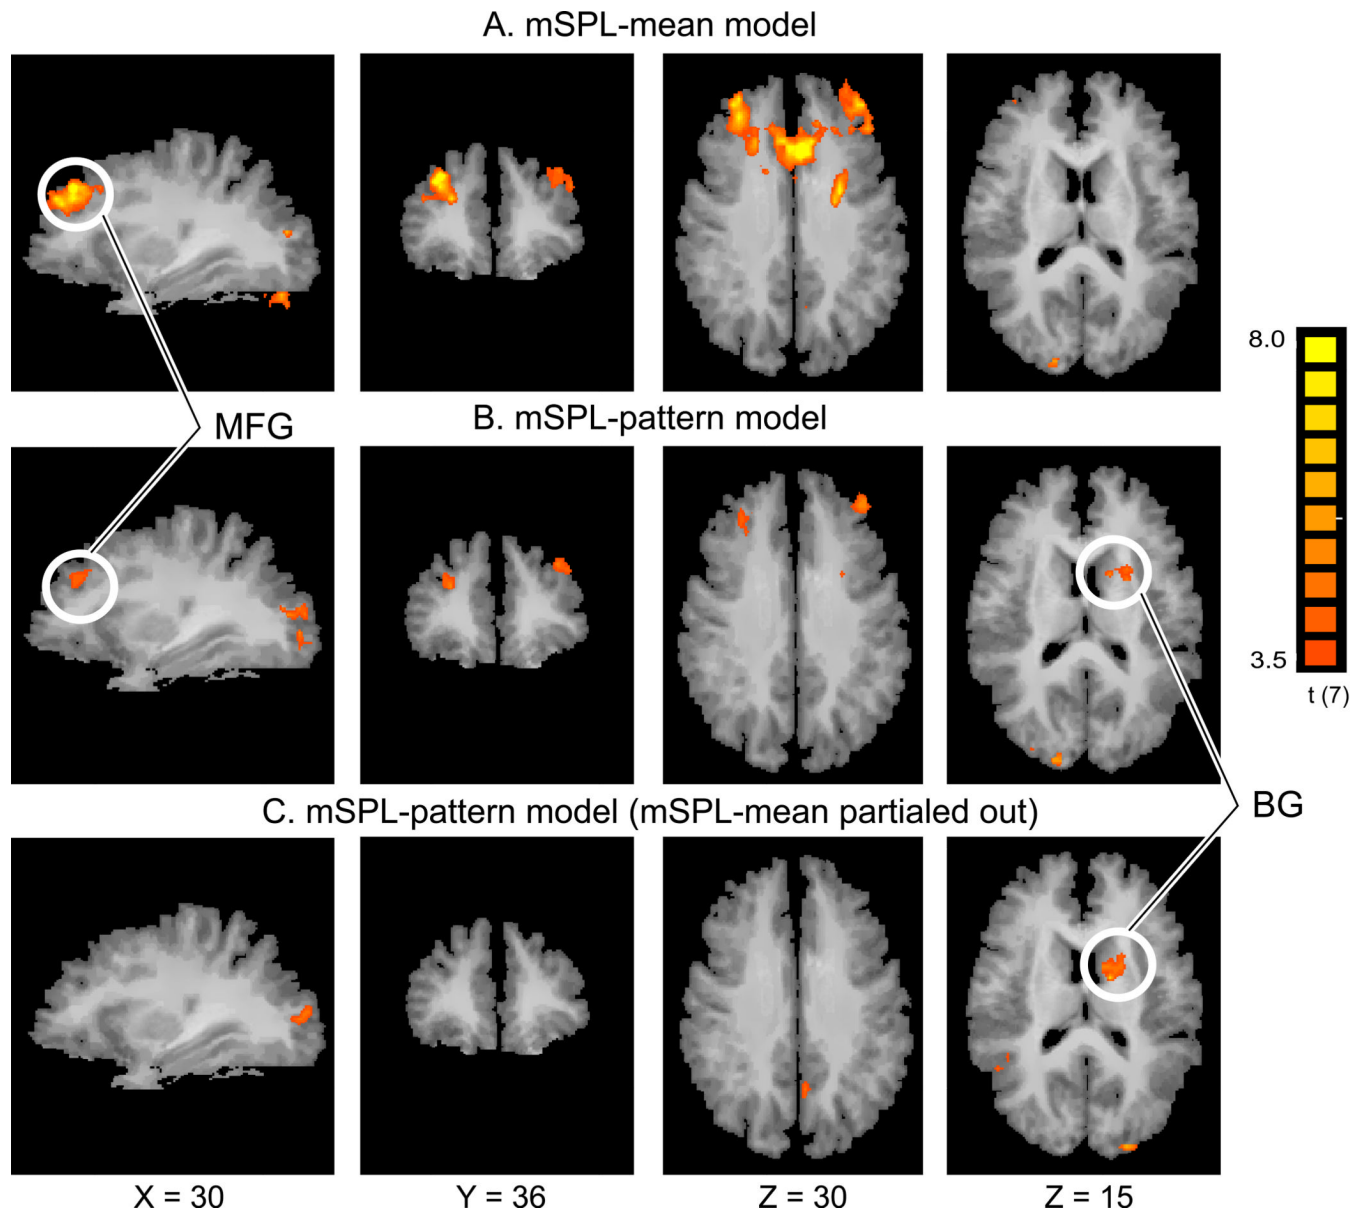 A. mSPL-mean model
8.0
MFG
B. mSPL-pattern model
3.5
t (7)
C. mSPL-pattern model (mSPL-mean partialed out)
BG
X = 30
Y = 36
Z = 30
Z = 15